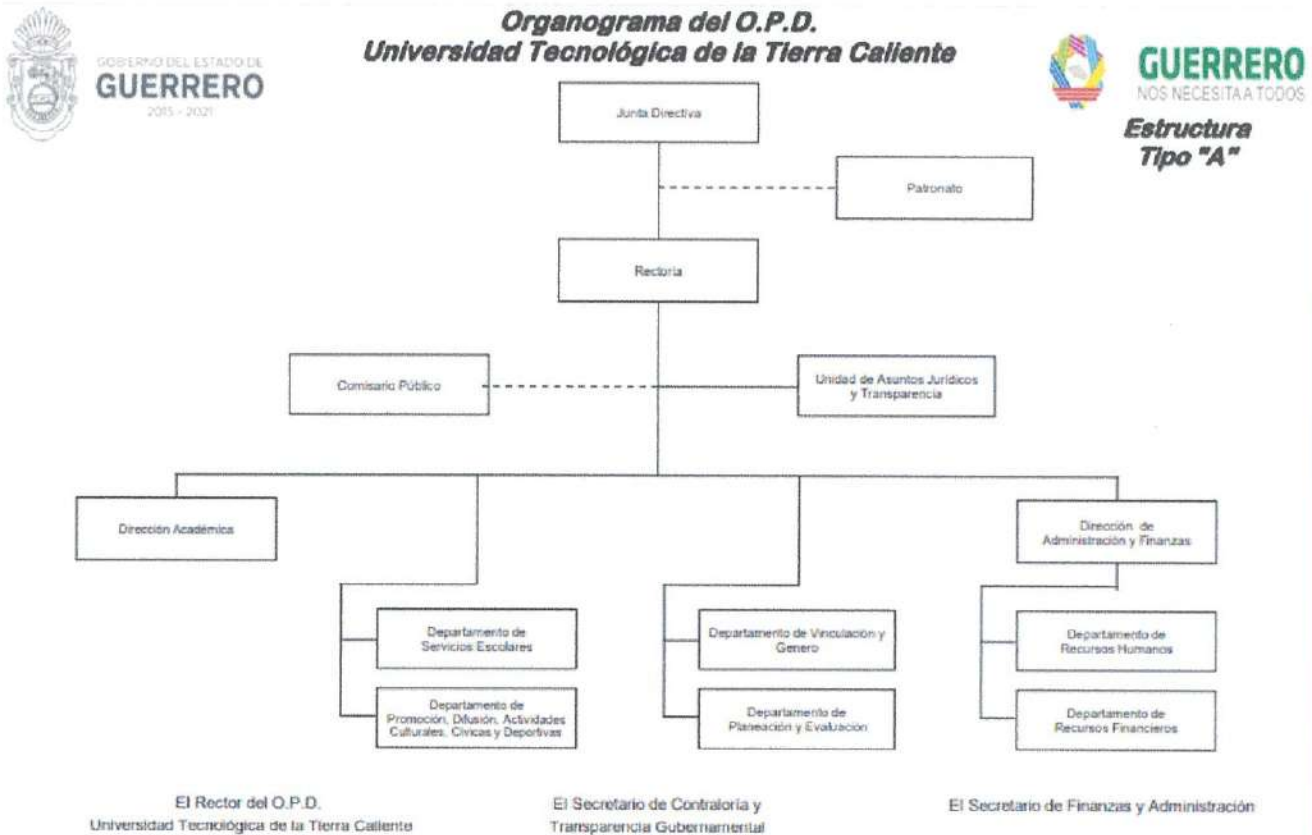 Organograma del O.P.D.
Universidad Tecnológica de la Tierra Caliente
GOBIERNO DEL ESTADO DE
GUERRERO
2015 - 2021
GUERRERO
NOS NECESITA A TODOS
Estructura
Tipo "A"
Junta Directiva
Patronato
Rectoría
Comisario Público
Unidad de Asuntos Jurídicos
y Transparencia
Dirección Académica
Dirección de
Administración y Finanzas
Departamento de
Servicios Escolares
Departamento de Vinculación y
Genero
Departamento de
Recursos Humanos
Departamento de
Promoción, Difusión, Actividades
Culturales, Cívicas y Deportivas
Departamento de
Planeación y Evaluación
Departamento de
Recursos Financieros
El Rector del O.P.D.
Universidad Tecnológica de la Tierra Caliente
El Secretario de Contraloría y
Transparencia Gubernamental
El Secretario de Finanzas y Administración